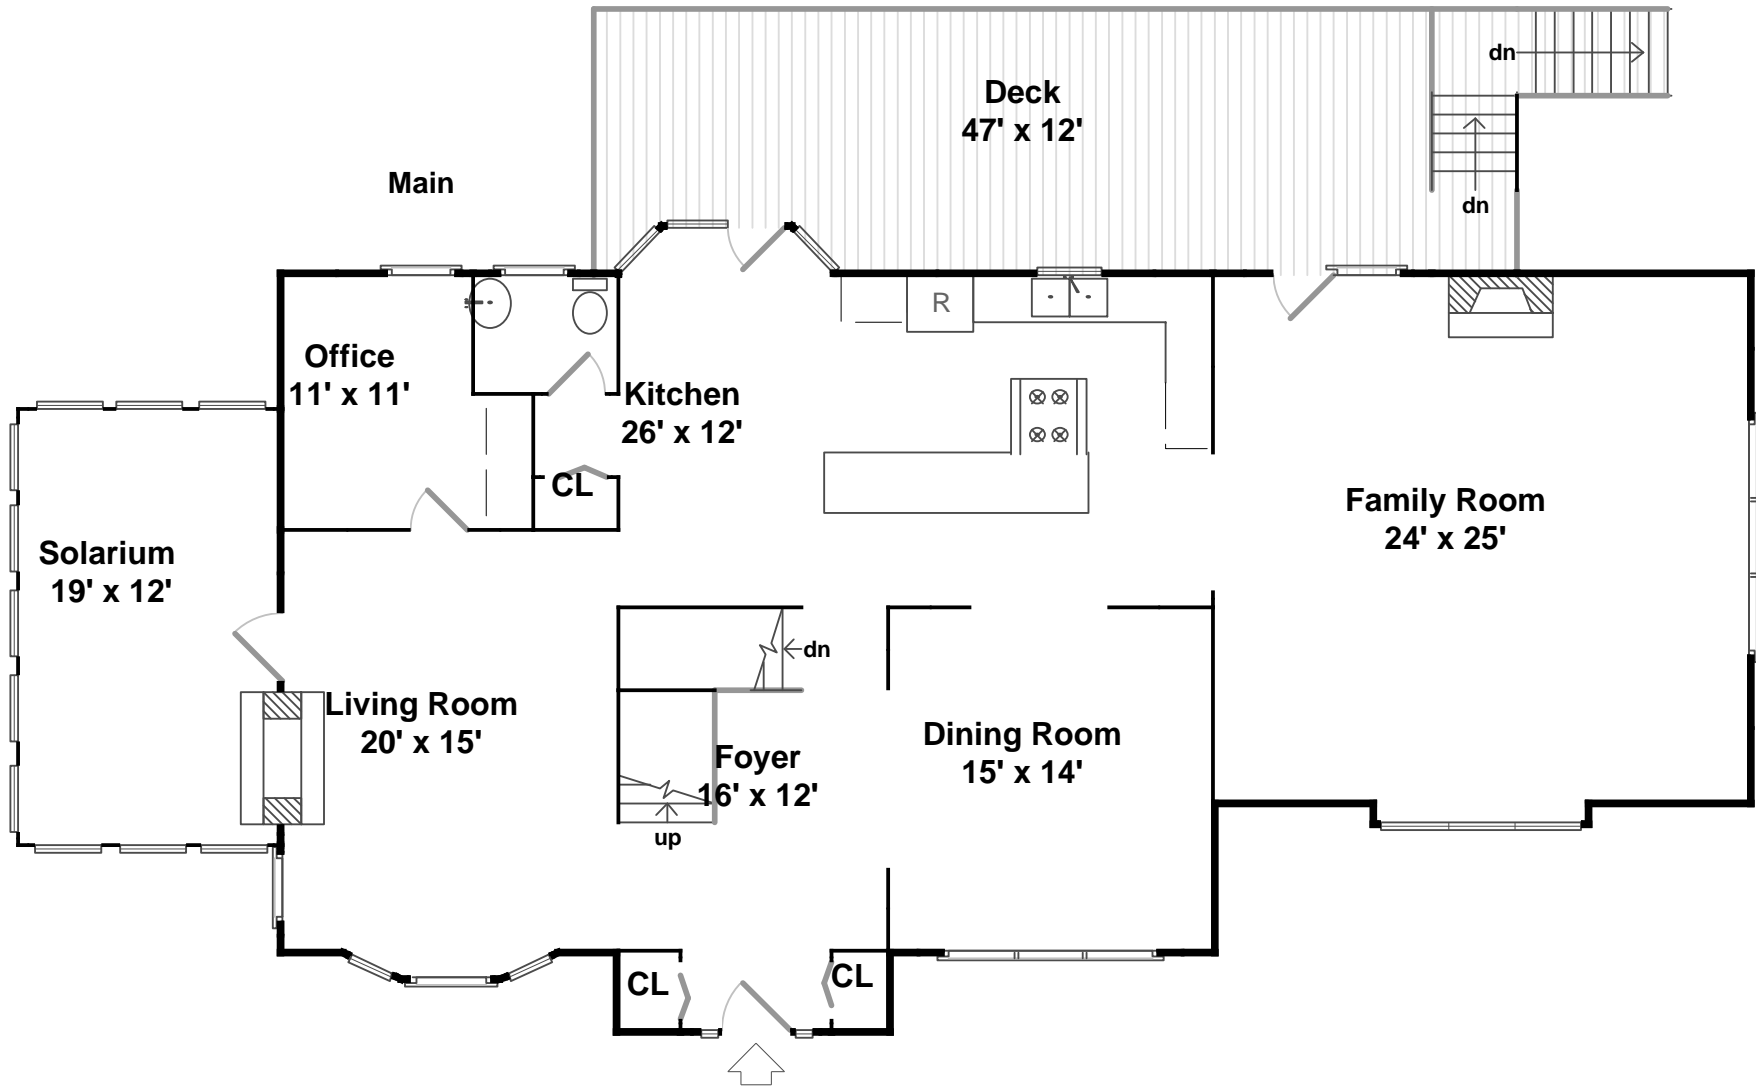 dn
Deck
47' x 12'
Main
dn
R
Office
11' x 11'
Kitchen
26' x 12'
CL
Family Room
24' x 25'
Solarium
19' x 12'
dn
Living Room
20' x 15'
Dining Room
15' x 14'
Foyer
16' x 12'
up
CL
CL